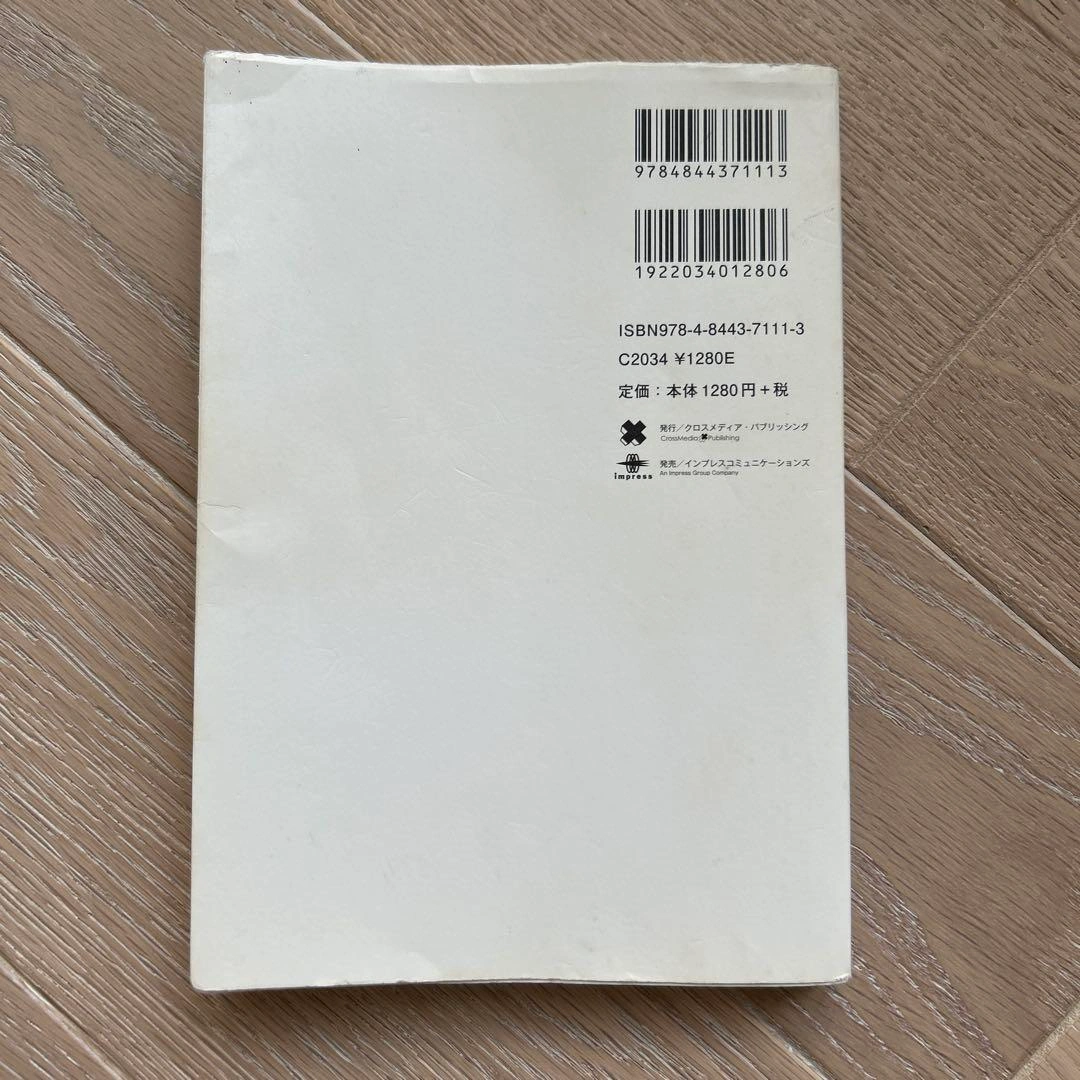 9784844371113
1922034012806
ISBN978-4-8443-7111-3
C2034 ¥1280E
定価：本体1280円+税
発行／クロスメディア・パブリッシング
CrossMedia Publishing
発売／インプレスコミュニケーションズ
An Impress Group Company
impress